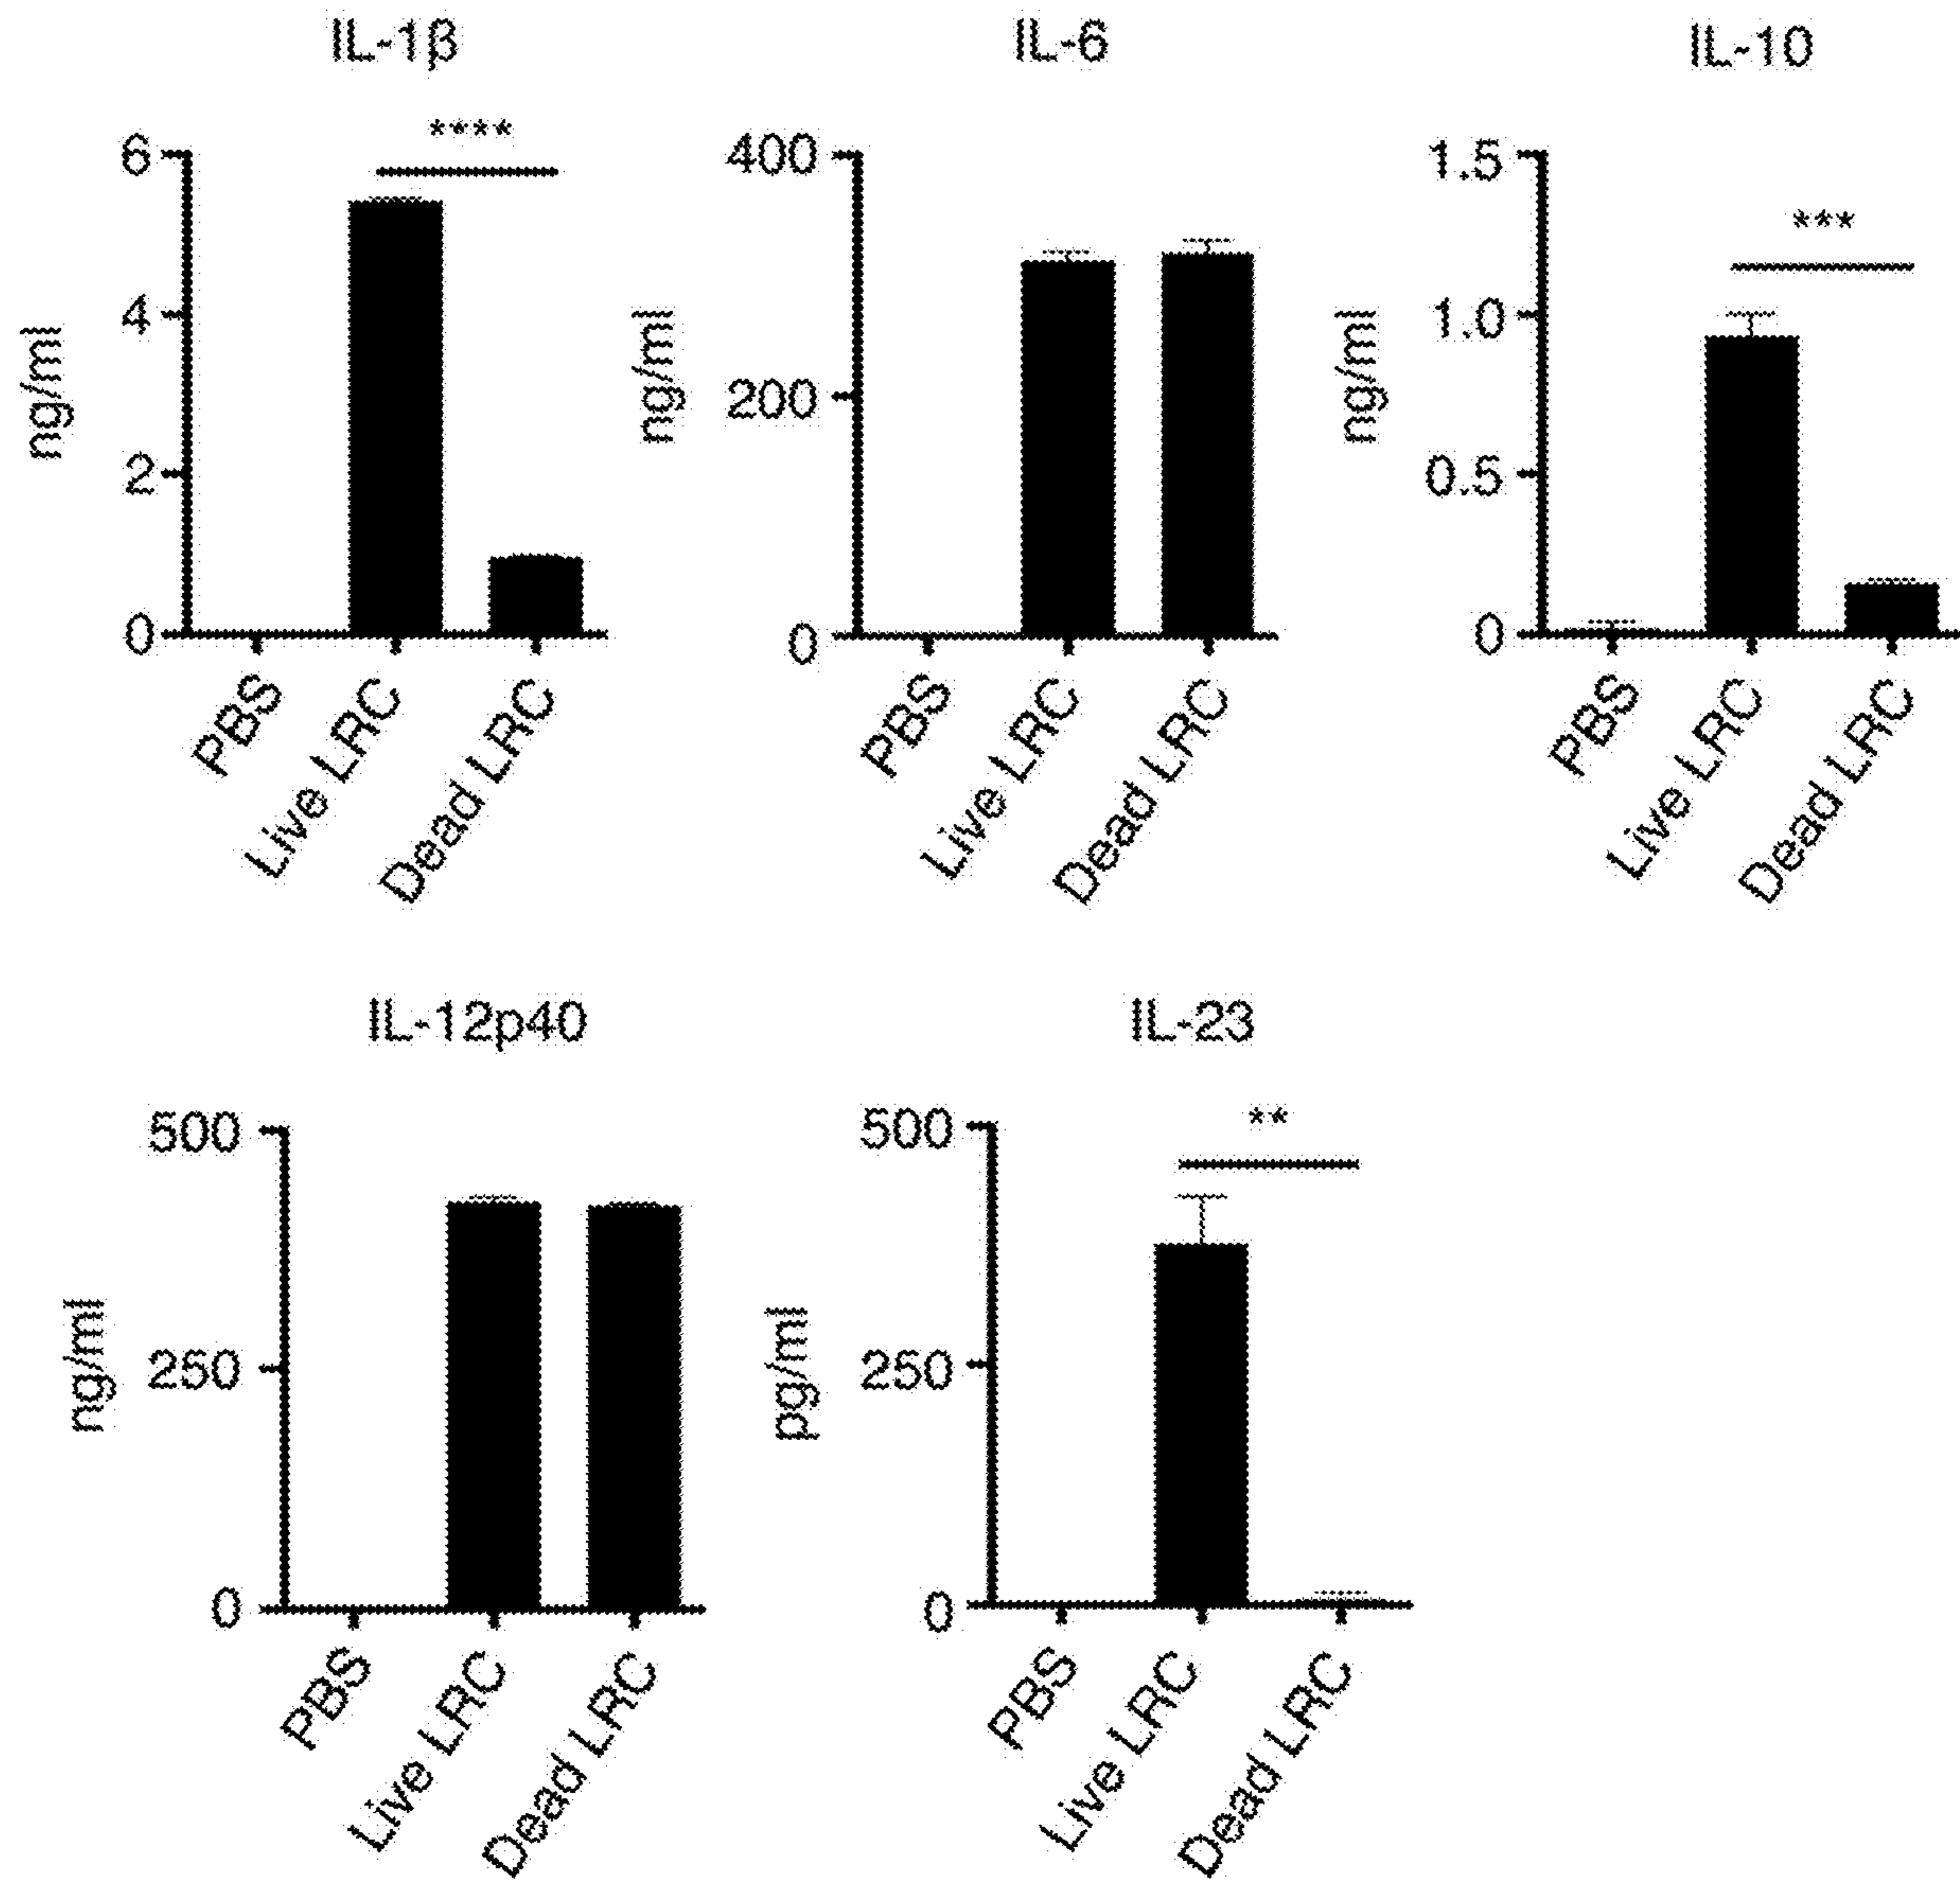 IL-1β
****
6
4
2
0
ng/ml
PBS
Live LRC
Dead LRC
IL-6
400
200
0
ng/ml
PBS
Live LRC
Dead LRC
IL-10
***
1.5
1.0
0.5
0
ng/ml
PBS
Live LRC
Dead LRC
IL-12p40
500
250
0
ng/ml
PBS
Live LRC
Dead LRC
IL-23
**
500
250
0
pg/ml
PBS
Live LRC
Dead LRC